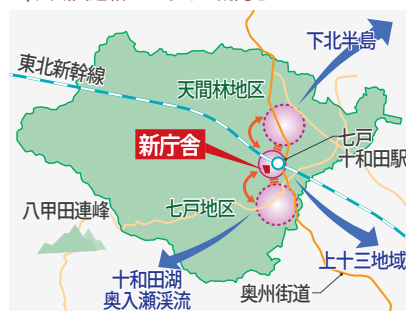 下北半島
東北新幹線
天間林地区
七戸
十和田駅
新庁舎
七戸地区
八甲田連峰
上十三地域
十和田湖
奥入瀬渓流
奥州街道